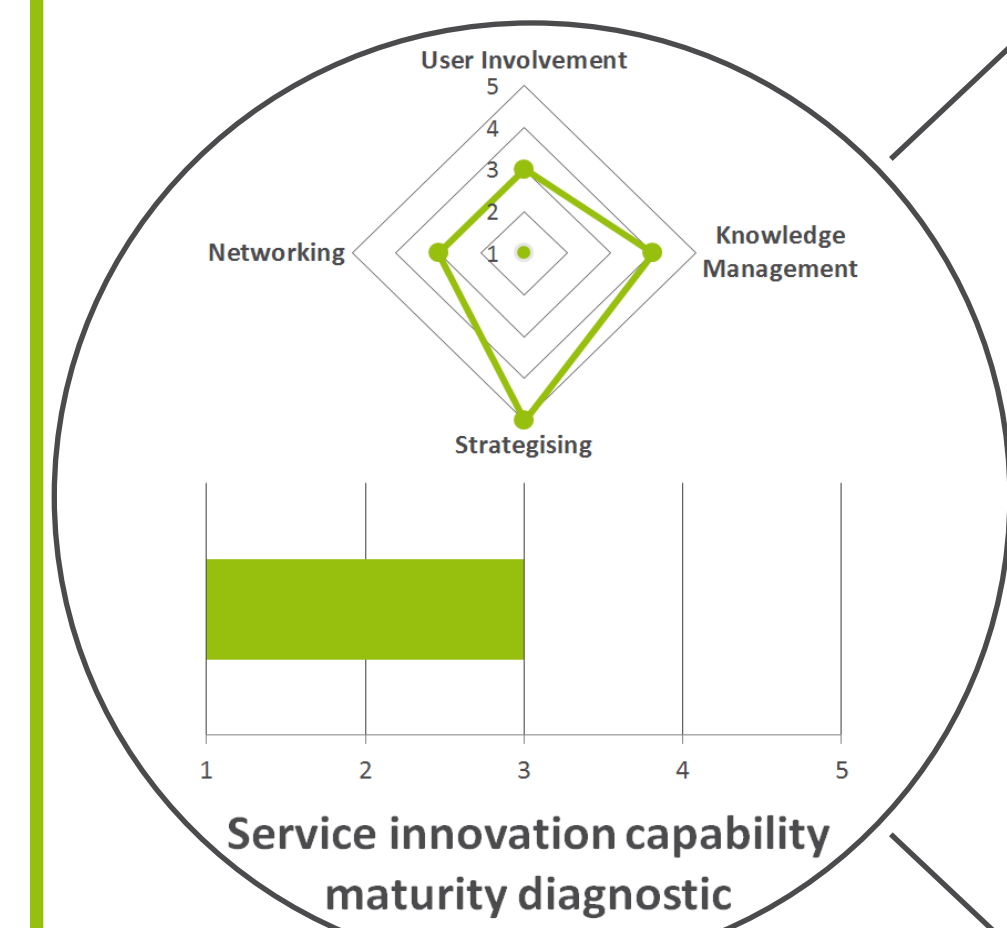 User Involvement
5
4
3
2
1
Networking
Knowledge
Management
Strategising
1 2 3 4 5
Service innovation capability
maturity diagnostic